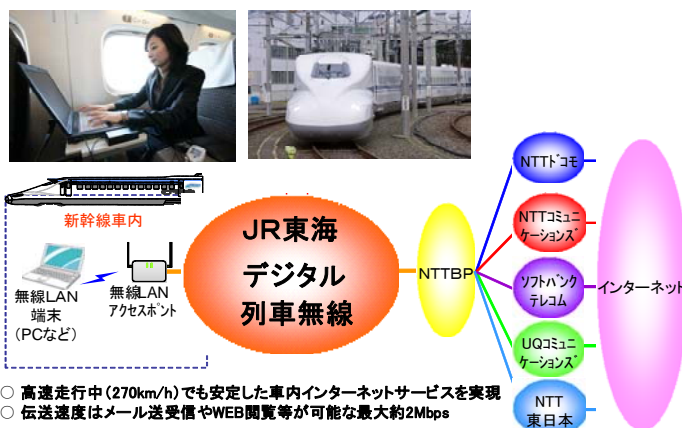 新幹線車内
無線LAN
端末
(PCなど)
無線LAN
アクセスポイント
JR東海
デジタル
列車無線
NTTBP
NTTドコモ
NTTコミュニ
ケーションズ
ソフトバンク
テレコム
UQコミュニ
ケーションズ
NTT
東日本
インターネット
○ 高速走行中(270km/h)でも安定した車内インターネットサービスを実現
○ 伝送速度はメール送受信やWEB閲覧等が可能な最大約2Mbps